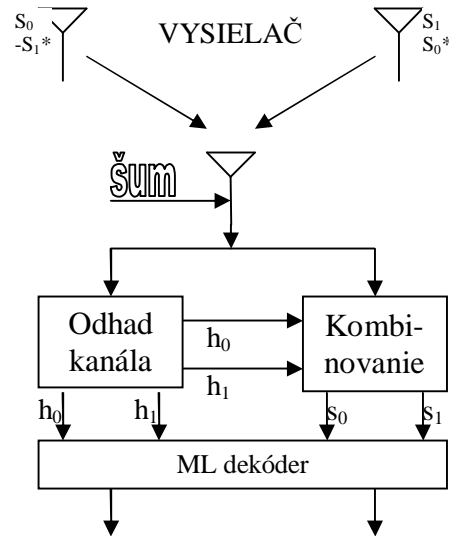 S₀
-S₁*
VYSIELAČ
S₁
S₀*
šum
Odhad
kanála
h₀
h₁
Kombi-
novanie
h₀
h₁
s₀
s₁
ML dekóder